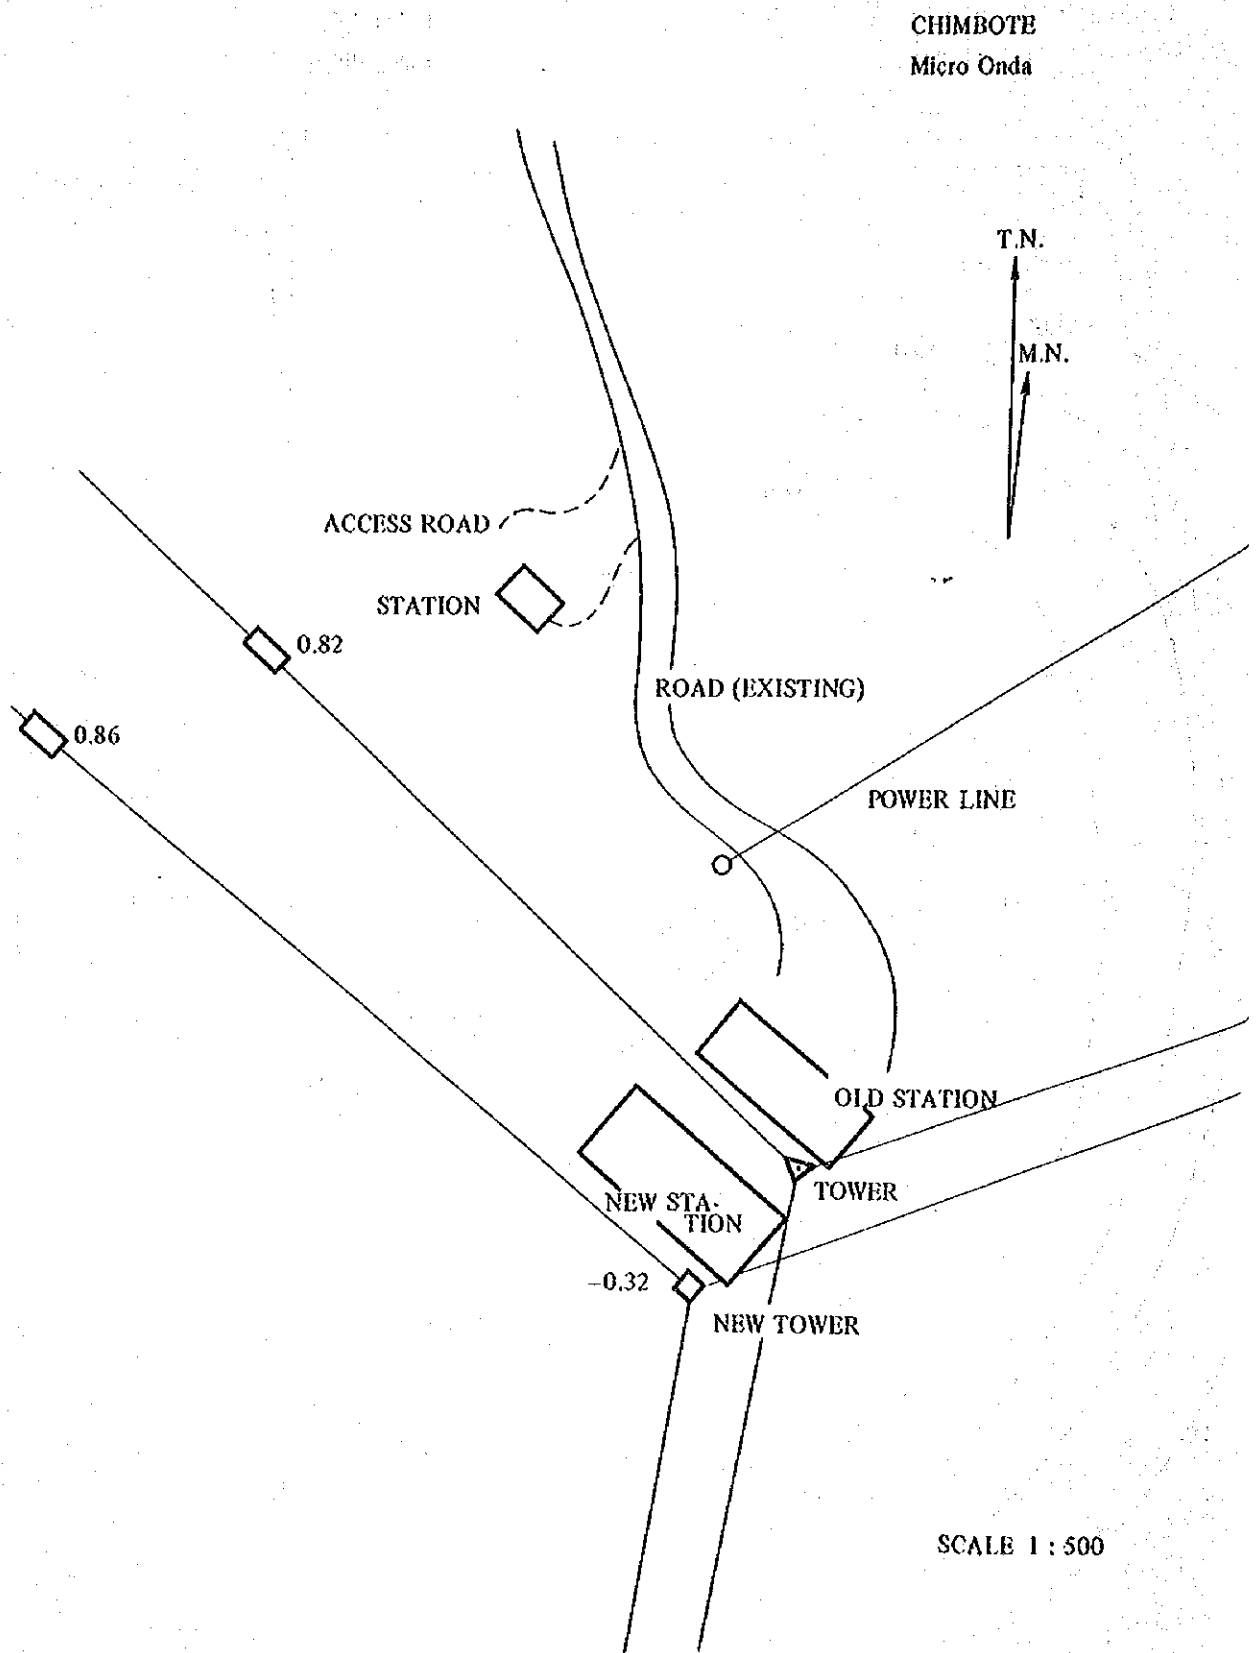 CHIMBOTE
Micro Onda
T.N.
M.N.
ACCESS ROAD
STATION
0.82
ROAD (EXISTING)
0.86
POWER LINE
OLD STATION
TOWER
NEW STA-
TION
-0.32
NEW TOWER
SCALE 1 : 500